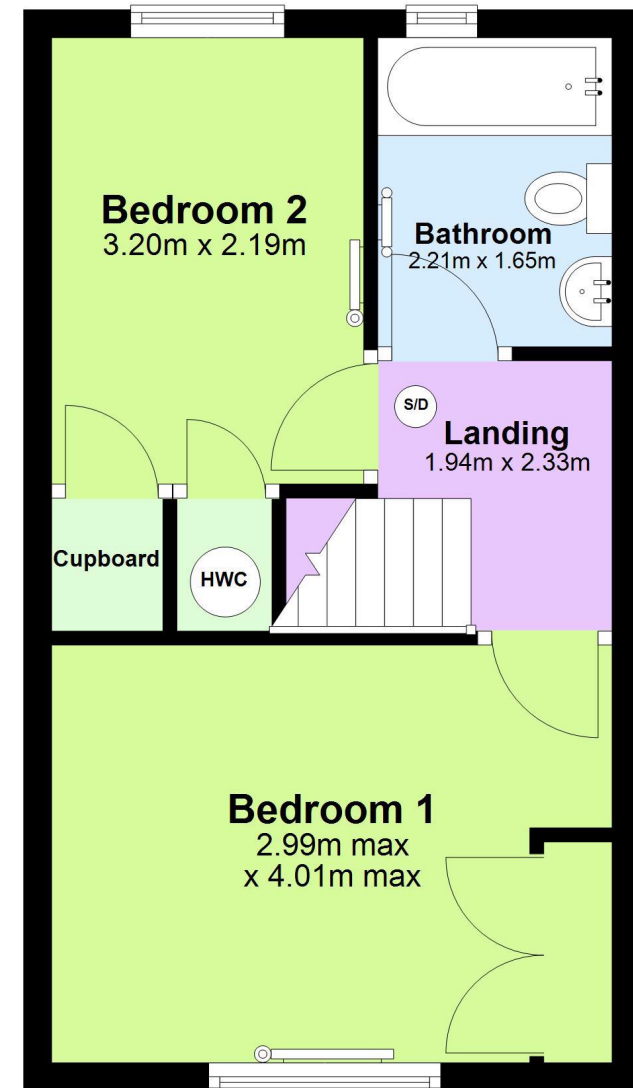 Bedroom 2
3.20m x 2.19m
Bathroom
2.21m x 1.65m
S/D
Landing
1.94m x 2.33m
Cupboard
HWC
Bedroom 1
2.99m max
x 4.01m max